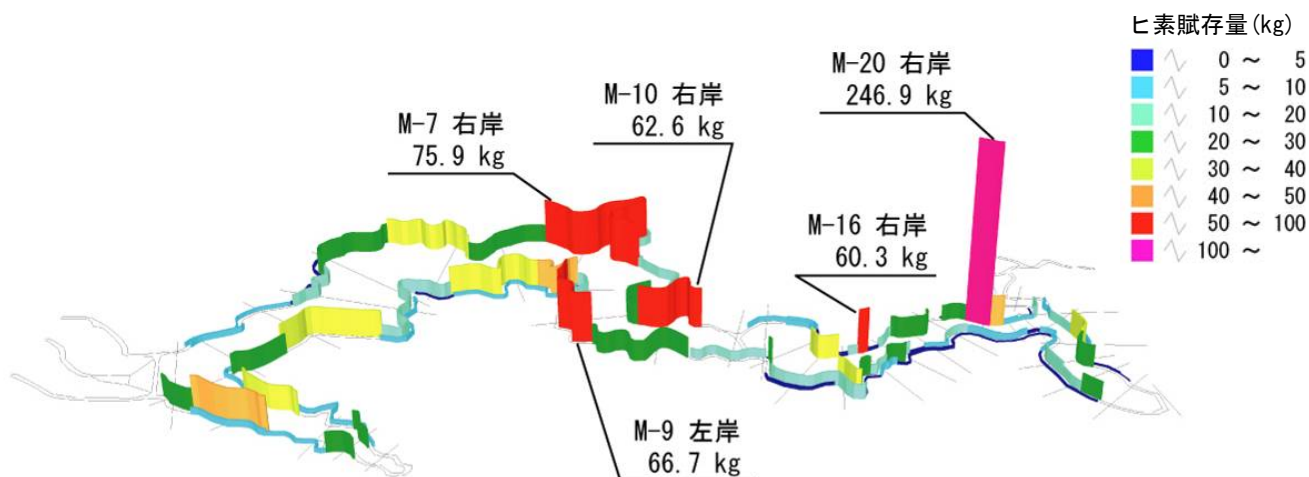 ヒ素賦存量(kg)
0 ～ 5
5 ～ 10
10 ～ 20
20 ～ 30
30 ～ 40
40 ～ 50
50 ～ 100
100 ～
M-20 右岸
246.9 kg
M-10 右岸
62.6 kg
M-7 右岸
75.9 kg
M-16 右岸
60.3 kg
M-9 左岸
66.7 kg